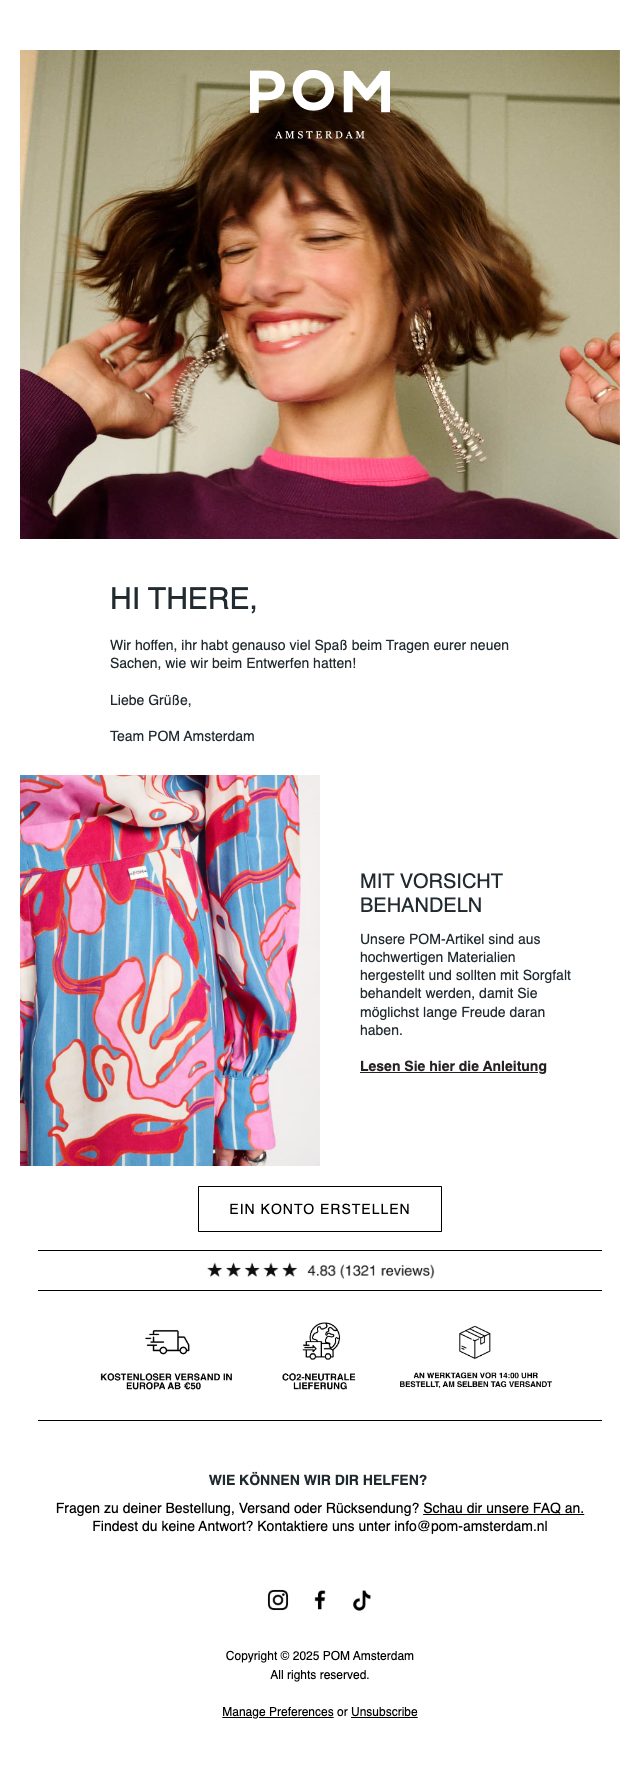 POM
AMSTERDAM
HI THERE,
Wir hoffen, ihr habt genauso viel Spaß beim Tragen eurer neuen
Sachen, wie wir beim Entwerfen hatten!
Liebe Grüße,
Team POM Amsterdam
POM
MIT VORSICHT
BEHANDELN
Unsere POM-Artikel sind aus
hochwertigen Materialien
hergestellt und sollten mit Sorgfalt
behandelt werden, damit Sie
möglichst lange Freude daran
haben.
Lesen Sie hier die Anleitung
EIN KONTO ERSTELLEN
★★★★★ 4.83 (1321 reviews)
KOSTENLOSER VERSAND IN
EUROPA AB €50
CO2-NEUTRALE
LIEFERUNG
AN WERKTAGEN VOR 14:00 UHR
BESTELLT, AM SELBEN TAG VERSANDT
WIE KÖNNEN WIR DIR HELFEN?
Fragen zu deiner Bestellung, Versand oder Rücksendung? Schau dir unsere FAQ an.
Findest du keine Antwort? Kontaktiere uns unter info@pom-amsterdam.nl
Copyright © 2025 POM Amsterdam
All rights reserved.
Manage Preferences or Unsubscribe